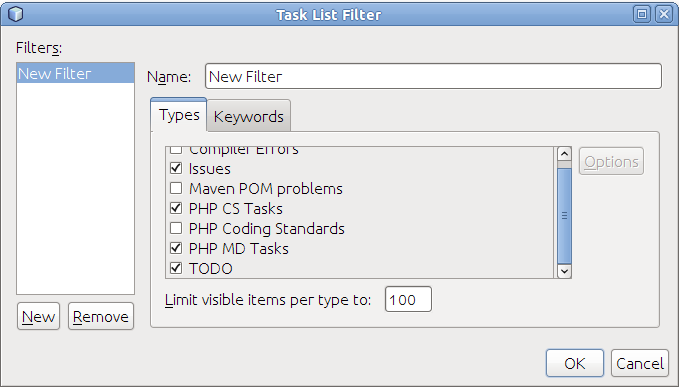 Task List Filter
Filters:
New Filter
Name: New Filter
Types Keywords
Compiler Errors
Issues
Maven POM problems
PHP CS Tasks
PHP Coding Standards
PHP MD Tasks
TODO
Options
Limit visible items per type to: 100
New Remove
OK Cancel